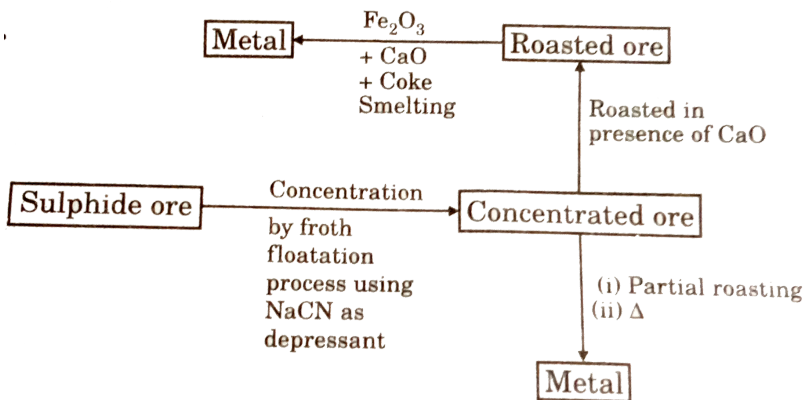 Fe₂O₃
Metal
Roasted ore
+ CaO
+ Coke
Smelting
Roasted in
presence of CaO
Sulphide ore
Concentration
Concentrated ore
by froth
floatation
process using
NaCN as
depressant
(i) Partial roasting
(ii) Δ
Metal